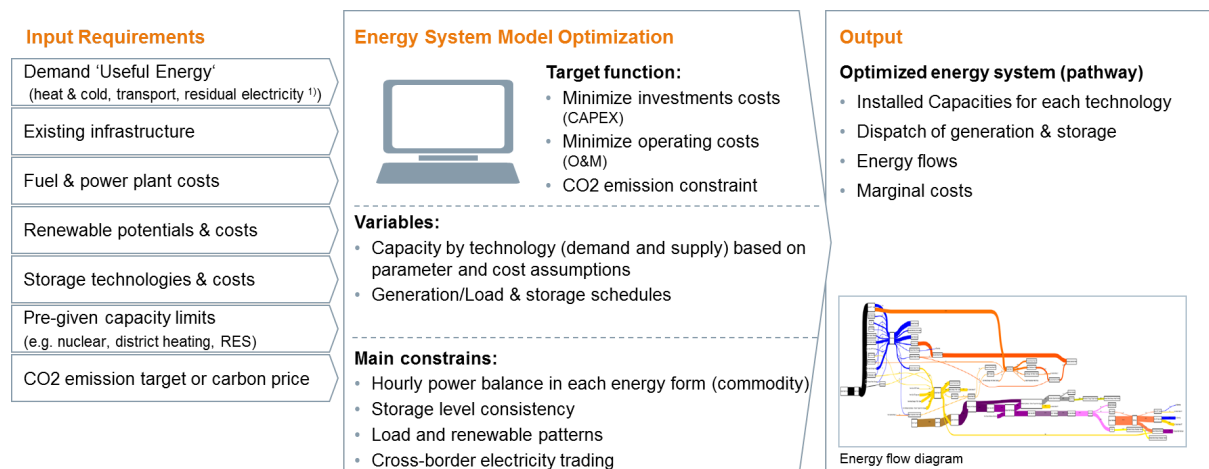 Input Requirements
Demand ‘Useful Energy‘
(heat & cold, transport, residual electricity ¹⁾)
Existing infrastructure
Fuel & power plant costs
Renewable potentials & costs
Storage technologies & costs
Pre-given capacity limits
(e.g. nuclear, district heating, RES)
CO2 emission target or carbon price
Energy System Model Optimization
Target function:
• Minimize investments costs
(CAPEX)
• Minimize operating costs
(O&M)
• CO2 emission constraint
Variables:
• Capacity by technology (demand and supply) based on
parameter and cost assumptions
• Generation/Load & storage schedules
Main constrains:
• Hourly power balance in each energy form (commodity)
• Storage level consistency
• Load and renewable patterns
• Cross-border electricity trading
Output
Optimized energy system (pathway)
• Installed Capacities for each technology
• Dispatch of generation & storage
• Energy flows
• Marginal costs
Energy flow diagram